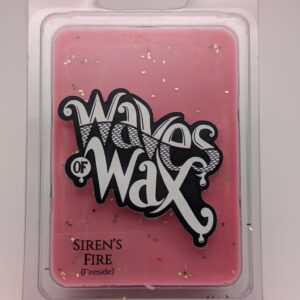 Waves
OF
Wax
SIREN'S
FIRE
(Fireside)